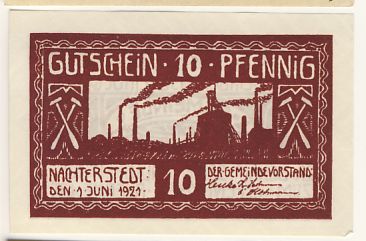 GUTSCHEIN · 10 · PFENNIG
NACHTERSTEDT:
DEN 1 JUNI 1921·
10
DER·GEMEINDEVORSTAND: